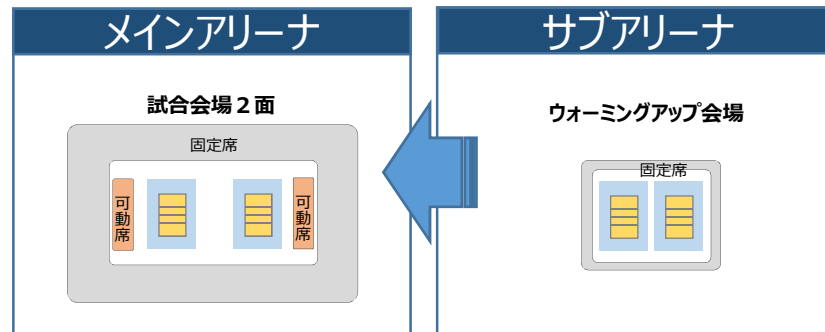 メインアリーナ
試合会場２面
固定席
可動席
可動席
サブアリーナ
ウォーミングアップ会場
固定席